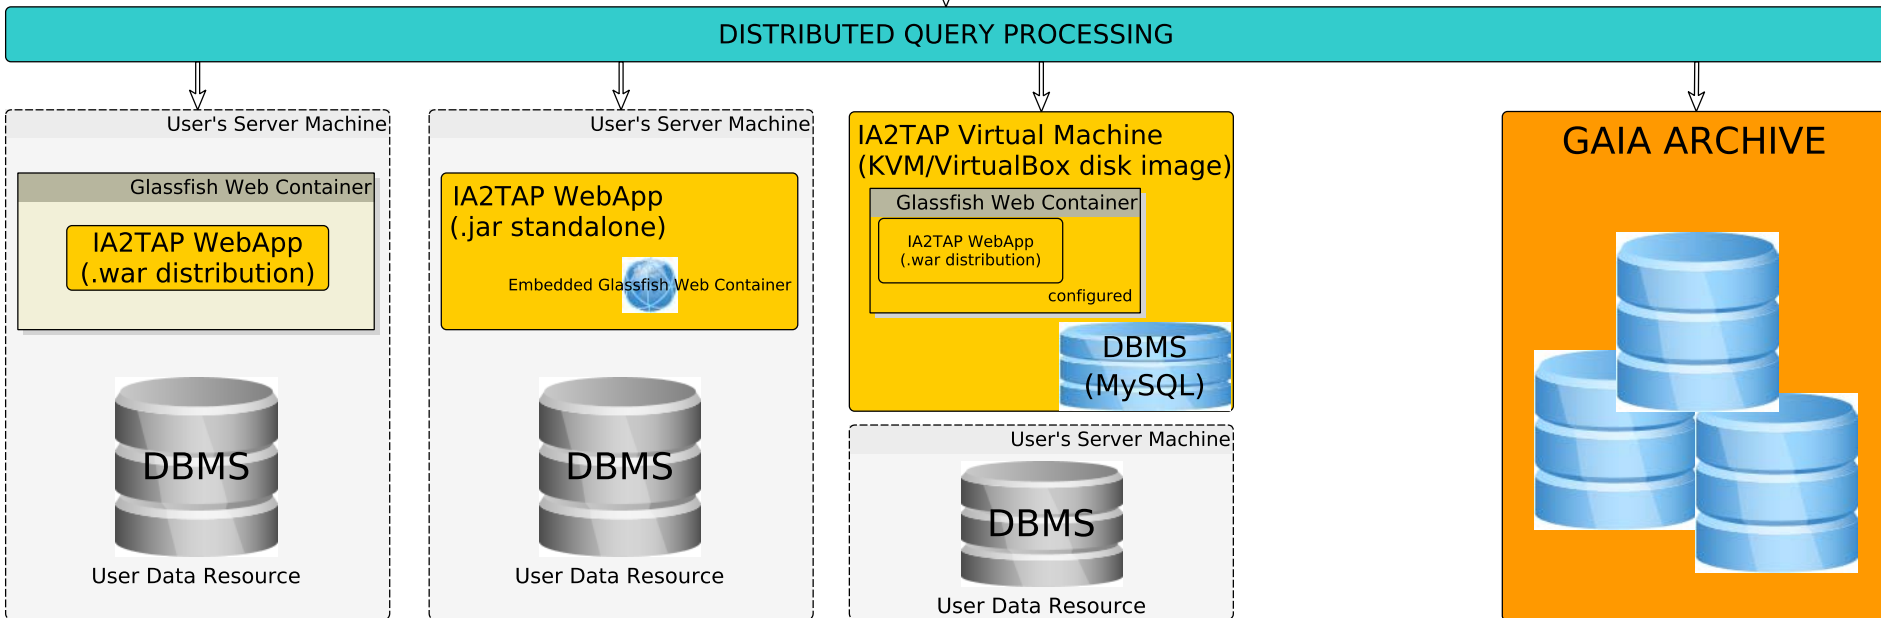 DISTRIBUTED QUERY PROCESSING
User's Server Machine
Glassfish Web Container
IA2TAP WebApp
(.war distribution)
DBMS
User Data Resource
User's Server Machine
IA2TAP WebApp
(.jar standalone)
Embedded Glassfish Web Container
DBMS
User Data Resource
IA2TAP Virtual Machine
(KVM/VirtualBox disk image)
Glassfish Web Container
IA2TAP WebApp
(.war distribution)
configured
DBMS
(MySQL)
User's Server Machine
DBMS
User Data Resource
GAIA ARCHIVE